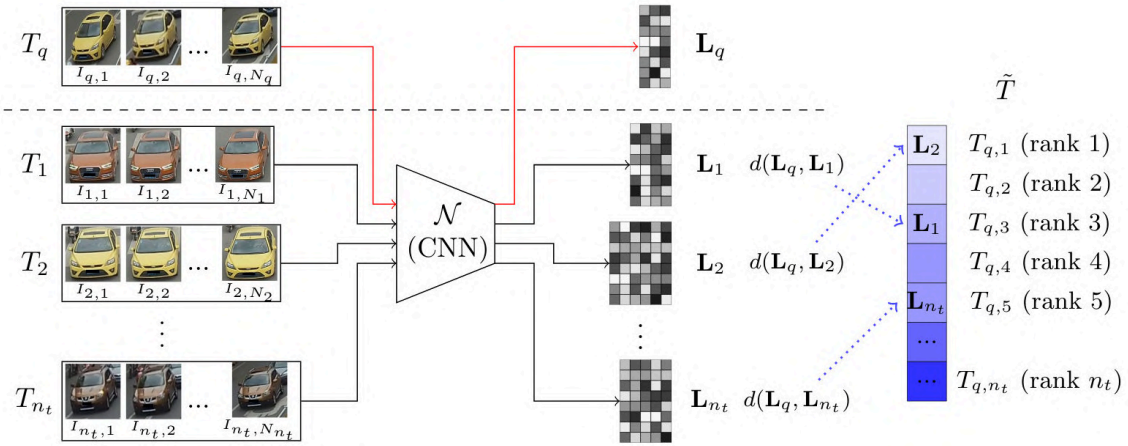 T_q I_{q,1} I_{q,2} ... I_{q,N_q} L_q
T̃
T_1 I_{1,1} I_{1,2} ... I_{1,N_1} L_1 d(L_q, L_1)
L_2 T_{q,1} (rank 1)
T_{q,2} (rank 2)
𝒩
(CNN)
L_1 T_{q,3} (rank 3)
T_2 I_{2,1} I_{2,2} ... I_{2,N_2} L_2 d(L_q, L_2)
T_{q,4} (rank 4)
L_{n_t} T_{q,5} (rank 5)
...
T_{n_t} I_{n_t,1} I_{n_t,2} ... I_{n_t,N_{n_t}} L_{n_t} d(L_q, L_{n_t})
... T_{q,n_t} (rank n_t)